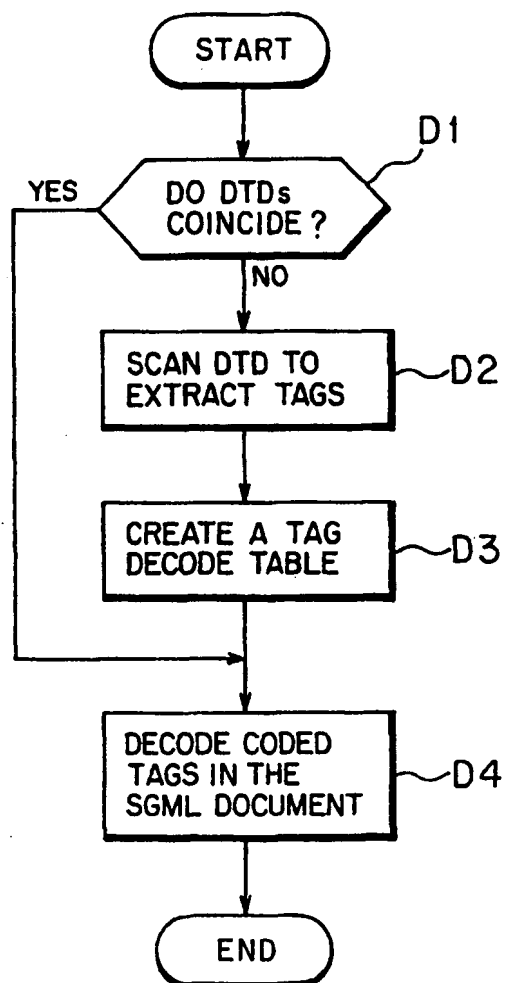 START
D1
YES
DO DTDs
COINCIDE?
NO
SCAN DTD TO
EXTRACT TAGS
D2
CREATE A TAG
DECODE TABLE
D3
DECODE CODED
TAGS IN THE
SGML DOCUMENT
D4
END